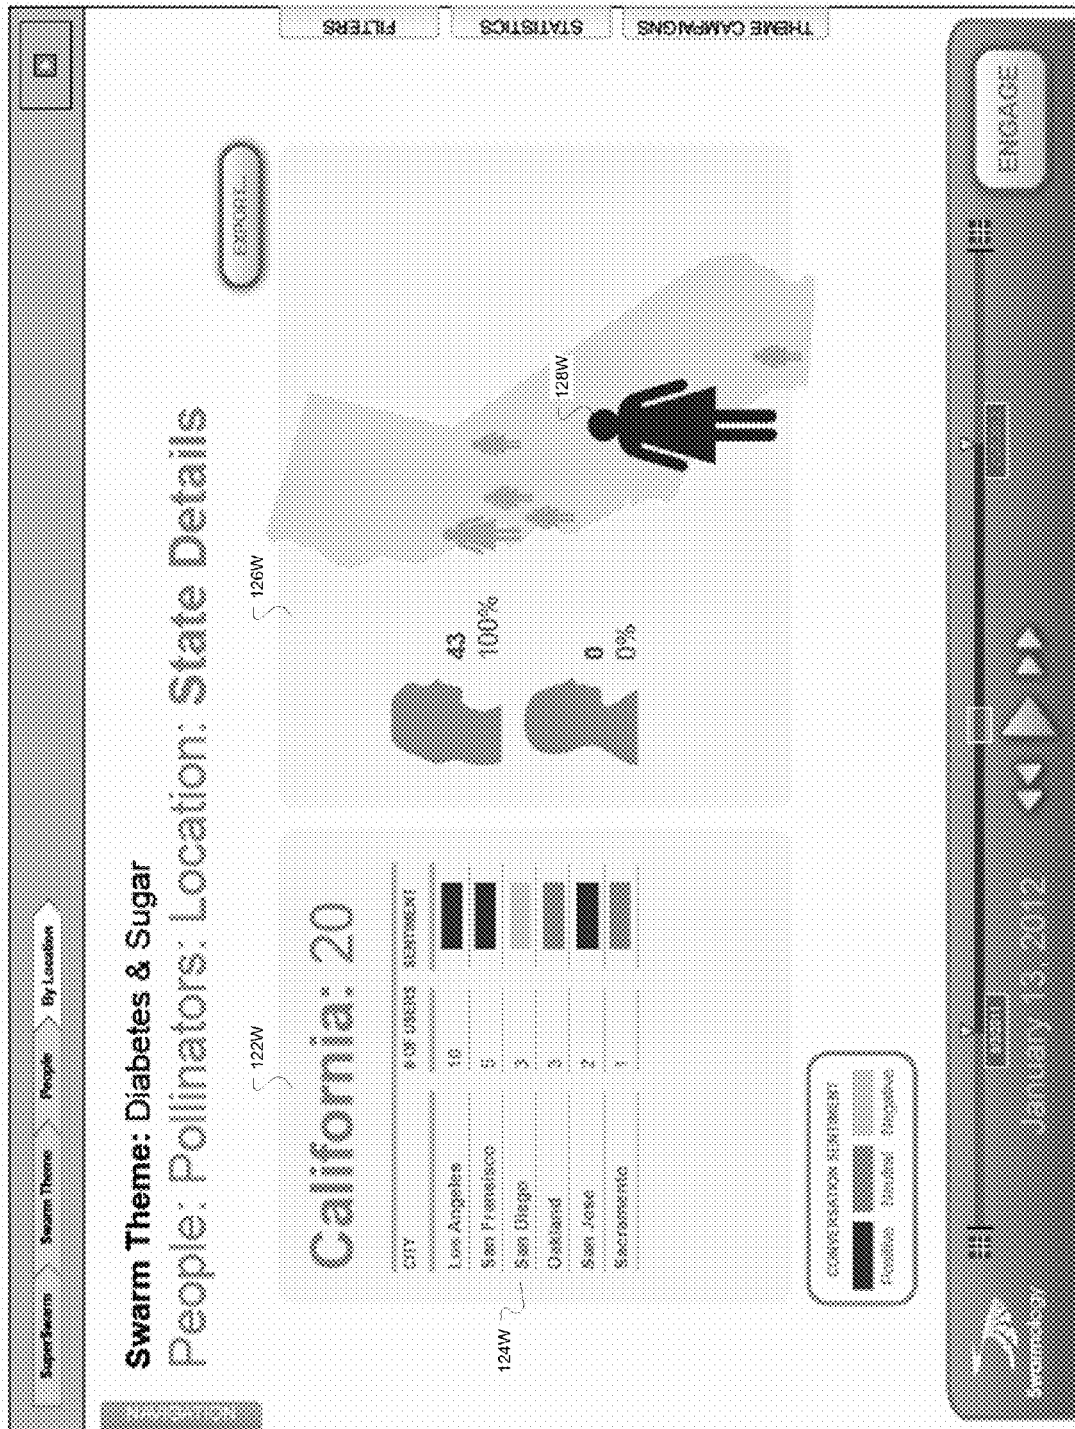 SuperSwarm
Swarm Theme
People
By Location
Swarm Theme: Diabetes & Sugar
People: Pollinators: Location: State Details
EXPORT...
FILTERS
STATISTICS
THEME CAMPAIGNS
122W
126W
California: 20
CITY # OF USERS SENTIMENT
Los Angeles 10
San Fransico 5
San Diego 3
Oakland 3
San Jose 2
Sacramento 1
124W
43
100%
0
0%
128W
CONVERSATION SENTIMENT
Positive Neutral Negative
ENGAGE